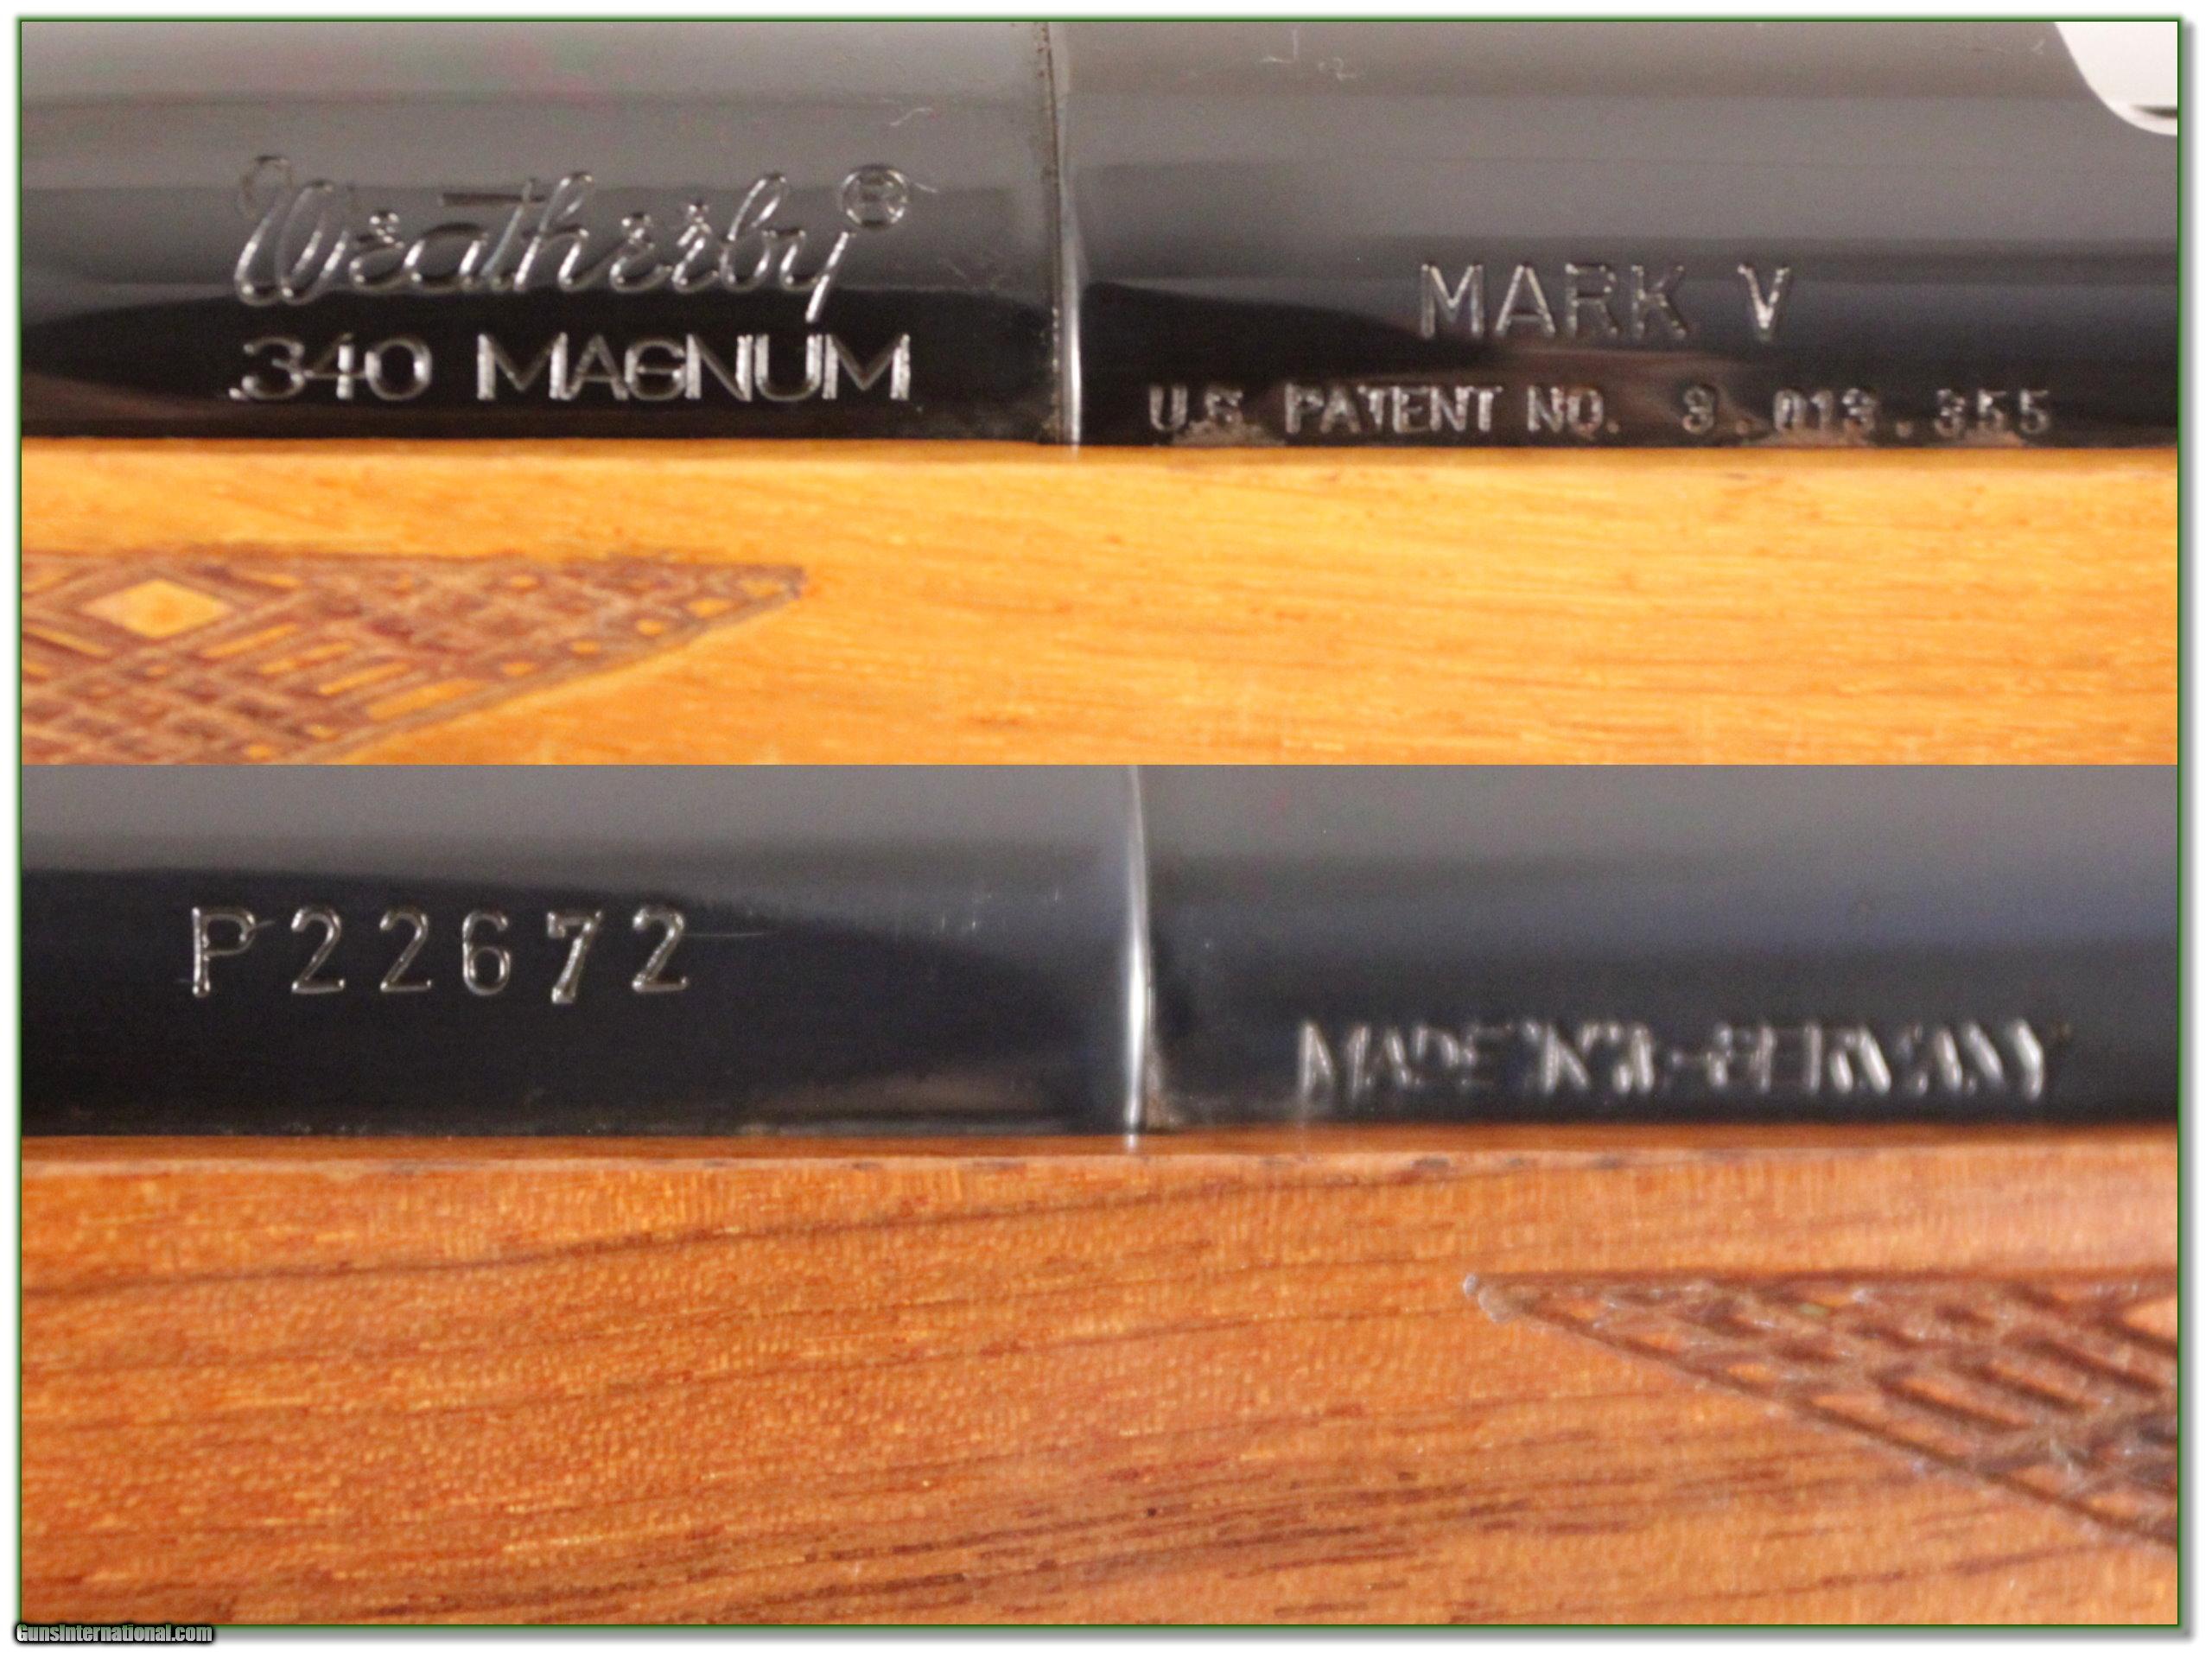 Weatherby®
.340 MAGNUM
MARK V
U.S. PATENT NO. 3.013.355
P22672
MADE IN W-GERMANY
GunsInternational.com